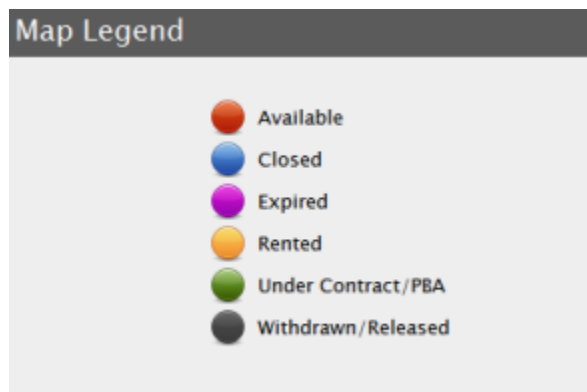 Map Legend
Available
Closed
Expired
Rented
Under Contract/PBA
Withdrawn/Released